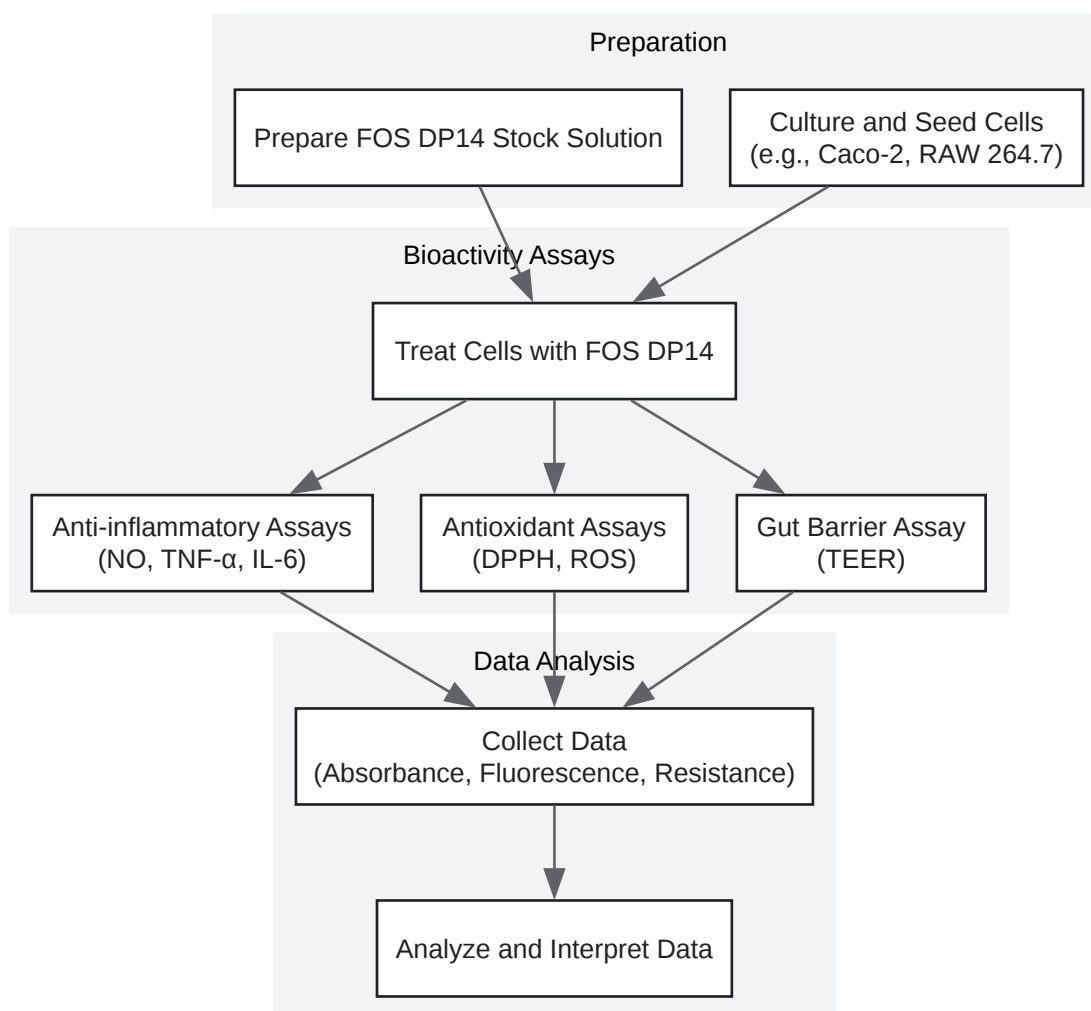 Preparation
Prepare FOS DP14 Stock Solution
Culture and Seed Cells
(e.g., Caco-2, RAW 264.7)
Bioactivity Assays
Treat Cells with FOS DP14
Anti-inflammatory Assays
(NO, TNF-α, IL-6)
Antioxidant Assays
(DPPH, ROS)
Gut Barrier Assay
(TEER)
Data Analysis
Collect Data
(Absorbance, Fluorescence, Resistance)
Analyze and Interpret Data